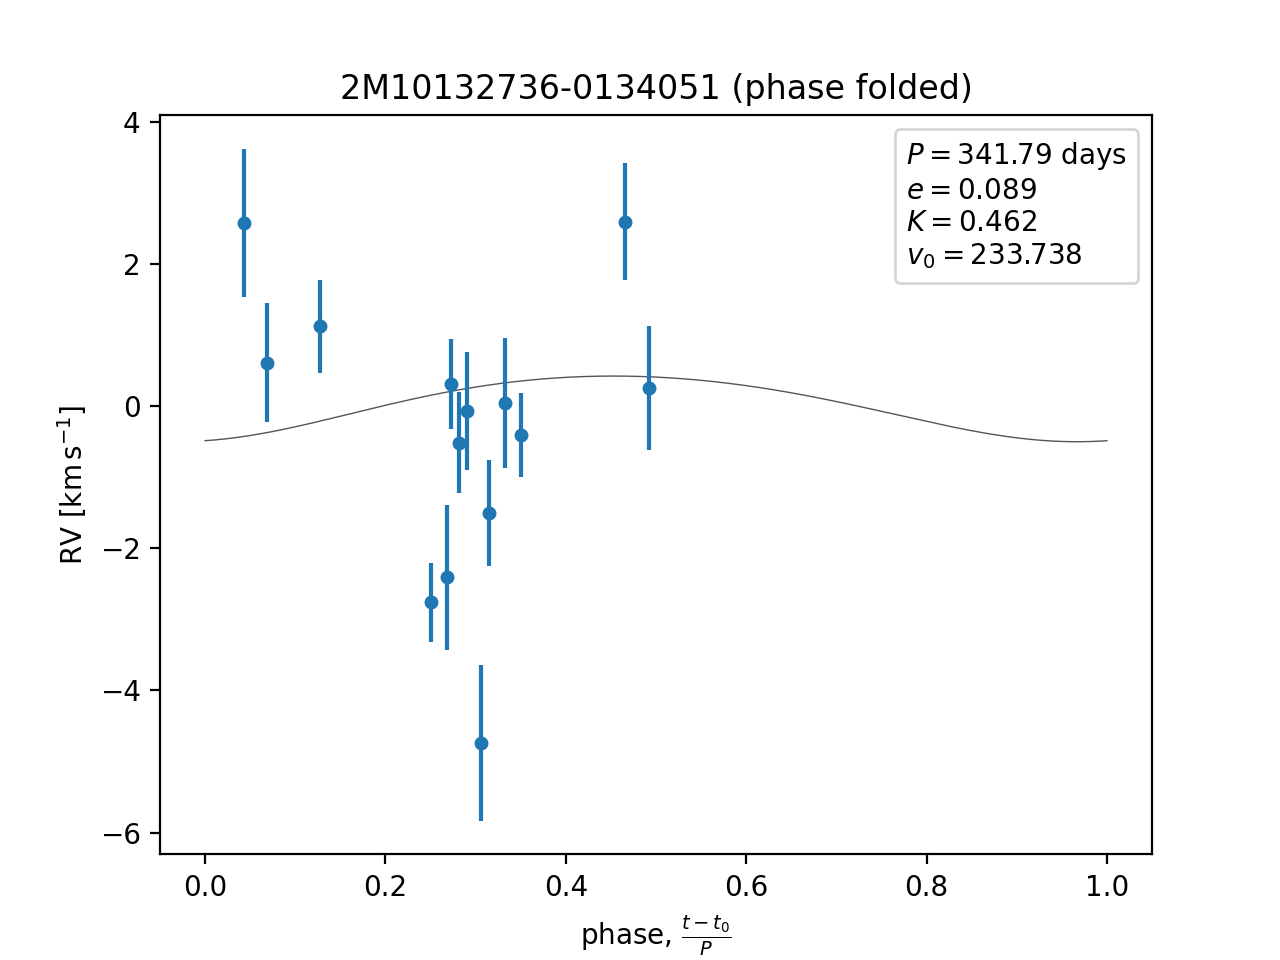 2M10132736-0134051 (phase folded)
P = 341.79 days
e = 0.089
K = 0.462
v₀ = 233.738
4
2
0
−2
−4
−6
RV [km s⁻¹]
0.0 0.2 0.4 0.6 0.8 1.0
phase, (t − t₀)/P